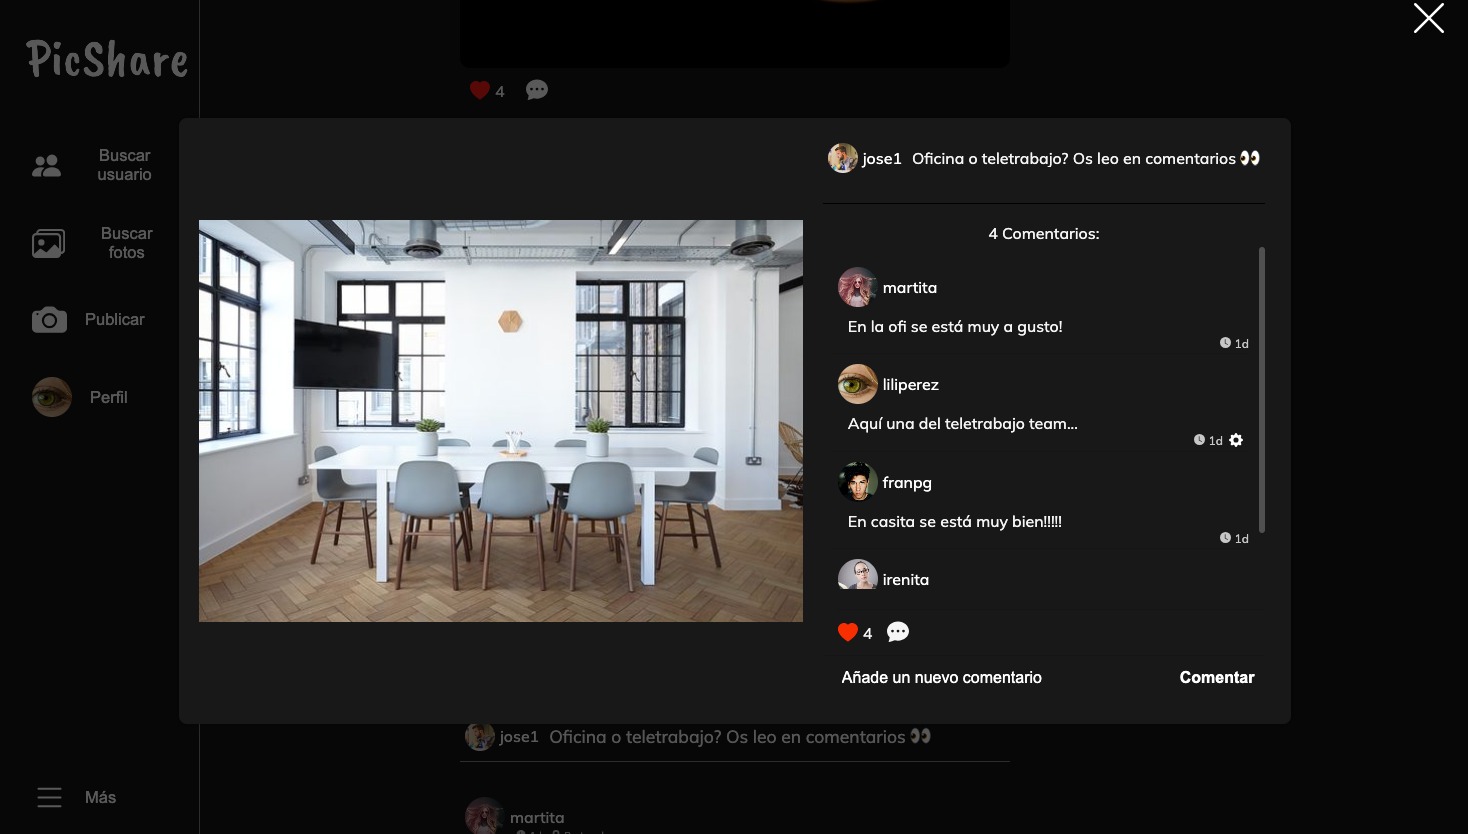 PicShare
Buscar
usuario
Buscar
fotos
Publicar
Perfil
Más
4
jose1 Oficina o teletrabajo? Os leo en comentarios 👀
4 Comentarios:
martita
En la ofi se está muy a gusto!
1d
liliperez
Aquí una del teletrabajo team...
1d
franpg
En casita se está muy bien!!!!!
1d
irenita
4
Añade un nuevo comentario
Comentar
jose1 Oficina o teletrabajo? Os leo en comentarios 👀
martita